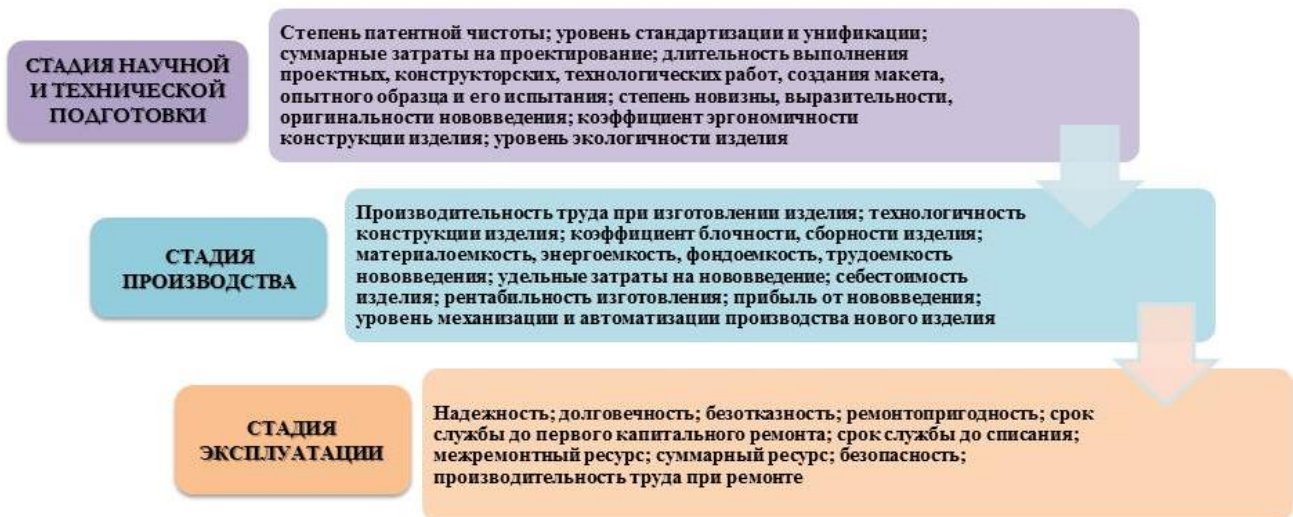 СТАДИЯ НАУЧНОЙ
И ТЕХНИЧЕСКОЙ
ПОДГОТОВКИ
Степень патентной чистоты; уровень стандартизации и унификации;
суммарные затраты на проектирование; длительность выполнения
проектных, конструкторских, технологических работ, создания макета,
опытного образца и его испытания; степень новизны, выразительности,
оригинальности нововведения; коэффициент эргономичности
конструкции изделия; уровень экологичности изделия
СТАДИЯ
ПРОИЗВОДСТВА
Производительность труда при изготовлении изделия; технологичность
конструкции изделия; коэффициент блочности, сборности изделия;
материалоемкость, энергоемкость, фондоемкость, трудоемкость
нововведения; удельные затраты на нововведение; себестоимость
изделия; рентабильность изготовления; прибыль от нововведения;
уровень механизации и автоматизации производства нового изделия
СТАДИЯ
ЭКСПЛУАТАЦИИ
Надежность; долговечность; безотказность; ремонтопригодность; срок
службы до первого капитального ремонта; срок службы до списания;
межремонтный ресурс; суммарный ресурс; безопасность;
производительность труда при ремонте